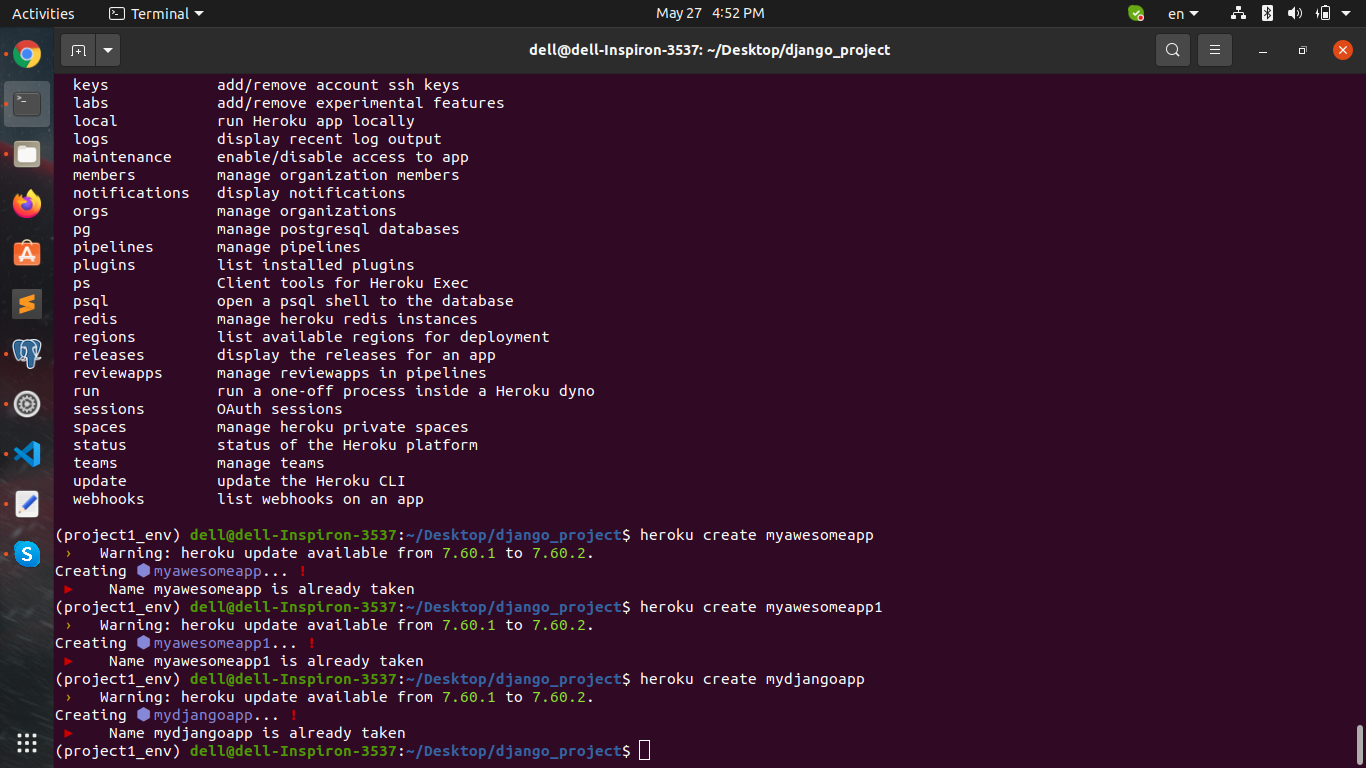 Activities Terminal May 27 4:52 PM en
dell@dell-Inspiron-3537: ~/Desktop/django_project
keys add/remove account ssh keys
labs add/remove experimental features
local run Heroku app locally
logs display recent log output
maintenance enable/disable access to app
members manage organization members
notifications display notifications
orgs manage organizations
pg manage postgresql databases
pipelines manage pipelines
plugins list installed plugins
ps Client tools for Heroku Exec
psql open a psql shell to the database
redis manage heroku redis instances
regions list available regions for deployment
releases display the releases for an app
reviewapps manage reviewapps in pipelines
run run a one-off process inside a Heroku dyno
sessions OAuth sessions
spaces manage heroku private spaces
status status of the Heroku platform
teams manage teams
update update the Heroku CLI
webhooks list webhooks on an app
(project1_env) dell@dell-Inspiron-3537:~/Desktop/django_project$ heroku create myawesomeapp
› Warning: heroku update available from 7.60.1 to 7.60.2.
Creating ⬢ myawesomeapp... !
▸ Name myawesomeapp is already taken
(project1_env) dell@dell-Inspiron-3537:~/Desktop/django_project$ heroku create myawesomeapp1
› Warning: heroku update available from 7.60.1 to 7.60.2.
Creating ⬢ myawesomeapp1... !
▸ Name myawesomeapp1 is already taken
(project1_env) dell@dell-Inspiron-3537:~/Desktop/django_project$ heroku create mydjangoapp
› Warning: heroku update available from 7.60.1 to 7.60.2.
Creating ⬢ mydjangoapp... !
▸ Name mydjangoapp is already taken
(project1_env) dell@dell-Inspiron-3537:~/Desktop/django_project$